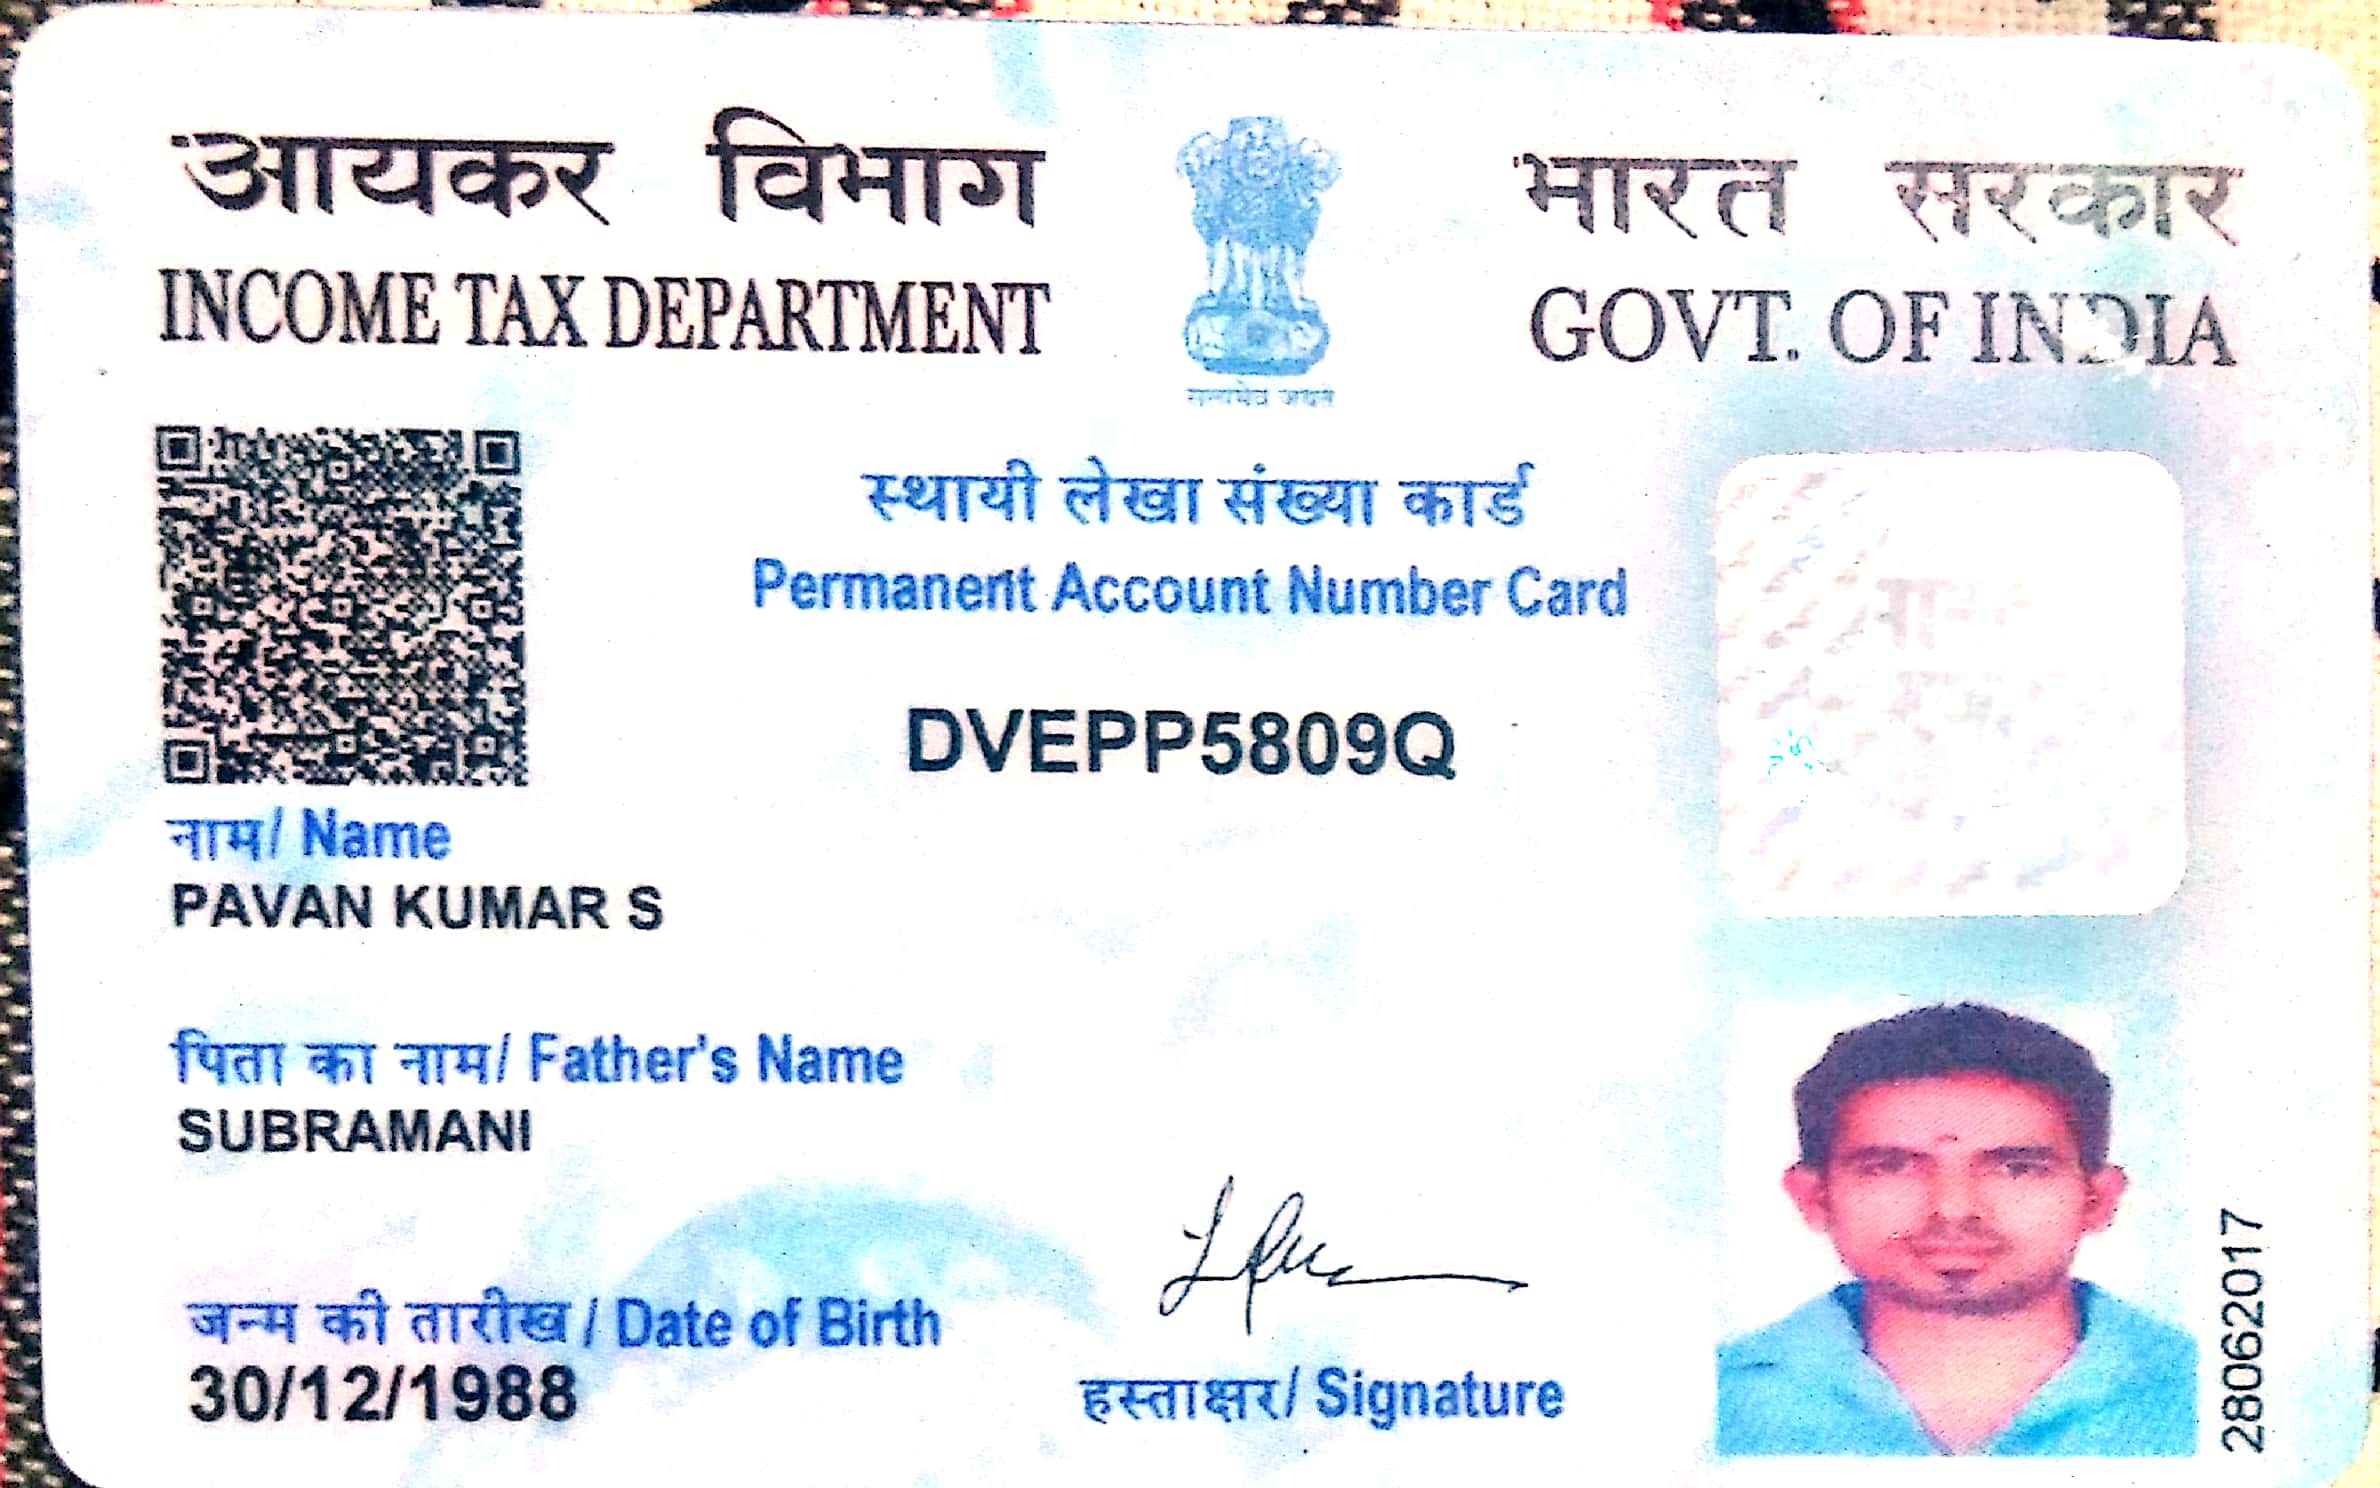 आयकर विभाग
INCOME TAX DEPARTMENT
भारत सरकार
GOVT. OF INDIA
सत्यमेव जयते
स्थायी लेखा संख्या कार्ड
Permanent Account Number Card
DVEPP5809Q
नाम/ Name
PAVAN KUMAR S
पिता का नाम/ Father's Name
SUBRAMANI
जन्म की तारीख / Date of Birth
30/12/1988
हस्ताक्षर/ Signature
28062017